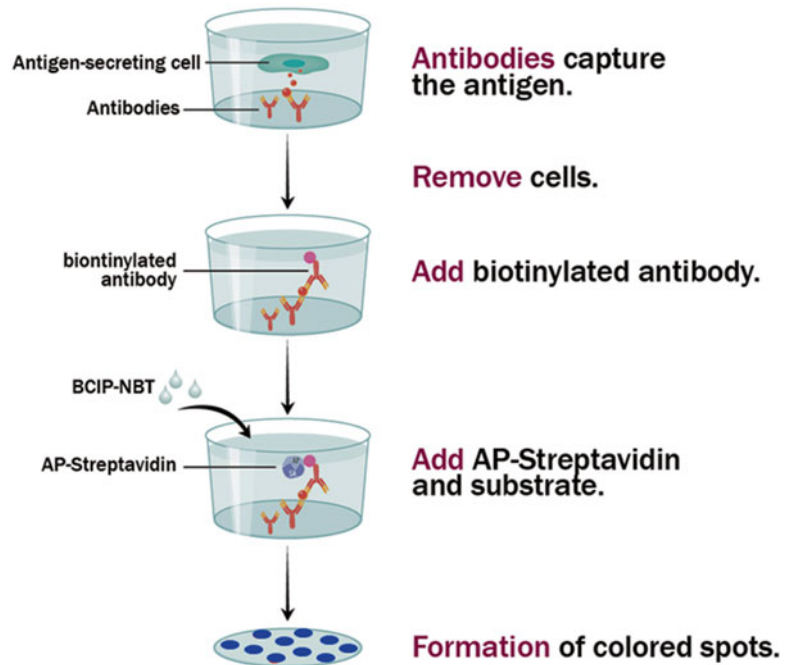 Antigen-secreting cell
Antibodies
Antibodies capture
the antigen.
Remove cells.
biontinylated
antibody
Add biotinylated antibody.
BCIP-NBT
AP-Streptavidin
Add AP-Streptavidin
and substrate.
Formation of colored spots.